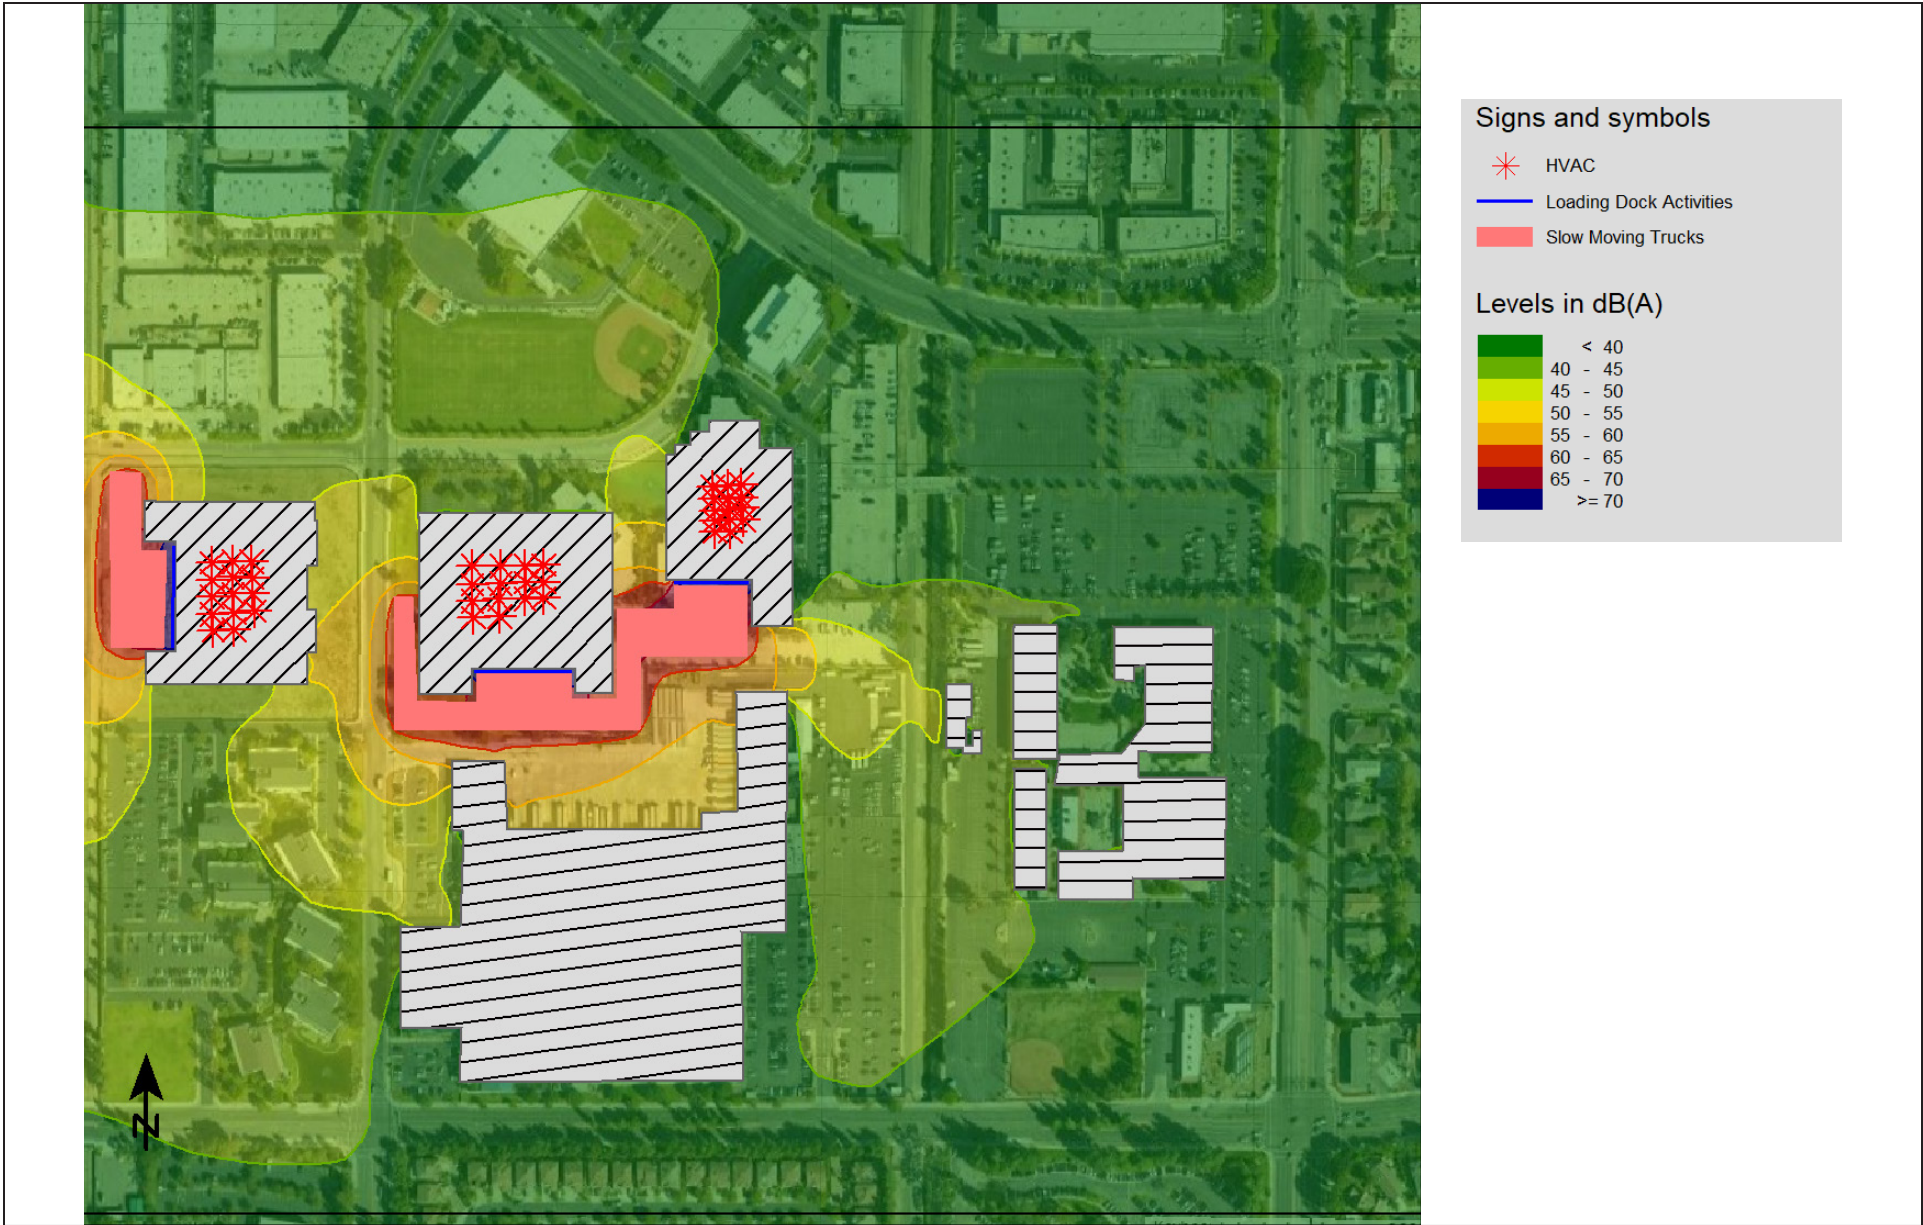 Signs and symbols
HVAC
Loading Dock Activities
Slow Moving Trucks
Levels in dB(A)
< 40
40 - 45
45 - 50
50 - 55
55 - 60
60 - 65
65 - 70
>= 70
N